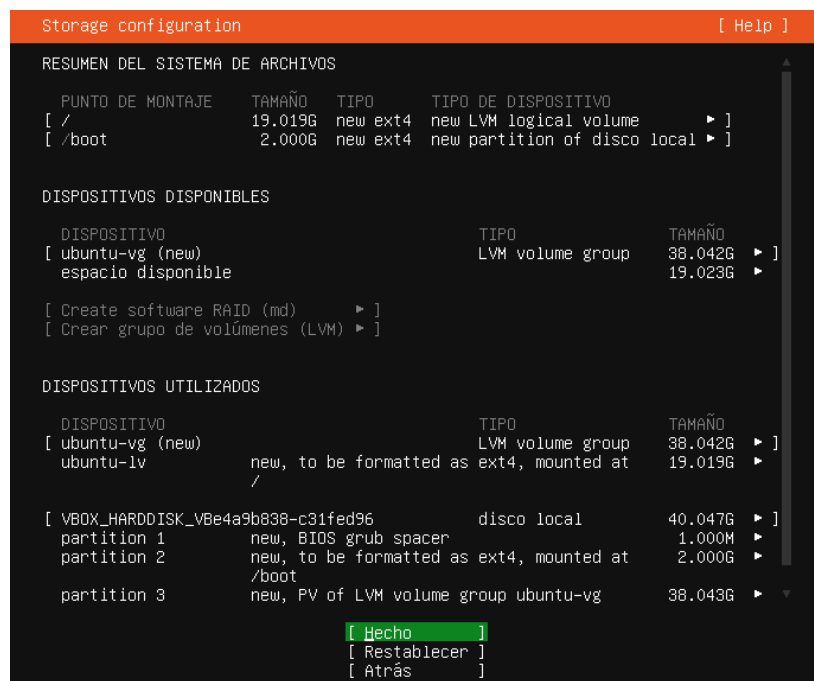 Storage configuration [ Help ]
RESUMEN DEL SISTEMA DE ARCHIVOS
PUNTO DE MONTAJE TAMAÑO TIPO TIPO DE DISPOSITIVO
[ / 19.019G new ext4 new LVM logical volume ▸ ]
[ /boot 2.000G new ext4 new partition of disco local ▸ ]
DISPOSITIVOS DISPONIBLES
DISPOSITIVO TIPO TAMAÑO
[ ubuntu-vg (new) LVM volume group 38.042G ▸ ]
espacio disponible 19.023G ▸
[ Create software RAID (md) ▸ ]
[ Crear grupo de volúmenes (LVM) ▸ ]
DISPOSITIVOS UTILIZADOS
DISPOSITIVO TIPO TAMAÑO
[ ubuntu-vg (new) LVM volume group 38.042G ▸ ]
ubuntu-lv new, to be formatted as ext4, mounted at 19.019G ▸
/
[ VBOX_HARDDISK_VBe4a9b838-c31fed96 disco local 40.047G ▸ ]
partition 1 new, BIOS grub spacer 1.000M ▸
partition 2 new, to be formatted as ext4, mounted at 2.000G ▸
/boot
partition 3 new, PV of LVM volume group ubuntu-vg 38.043G ▸
[ Hecho ]
[ Restablecer ]
[ Atrás ]